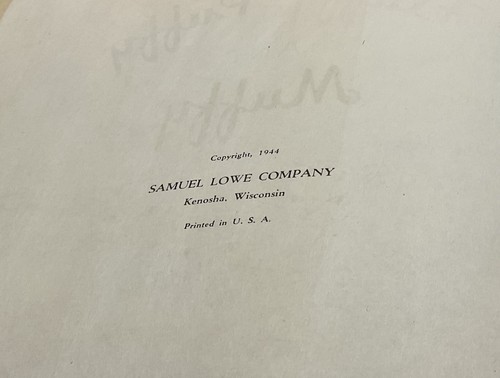 Copyright, 1944
SAMUEL LOWE COMPANY
Kenosha, Wisconsin
Printed in U. S. A.